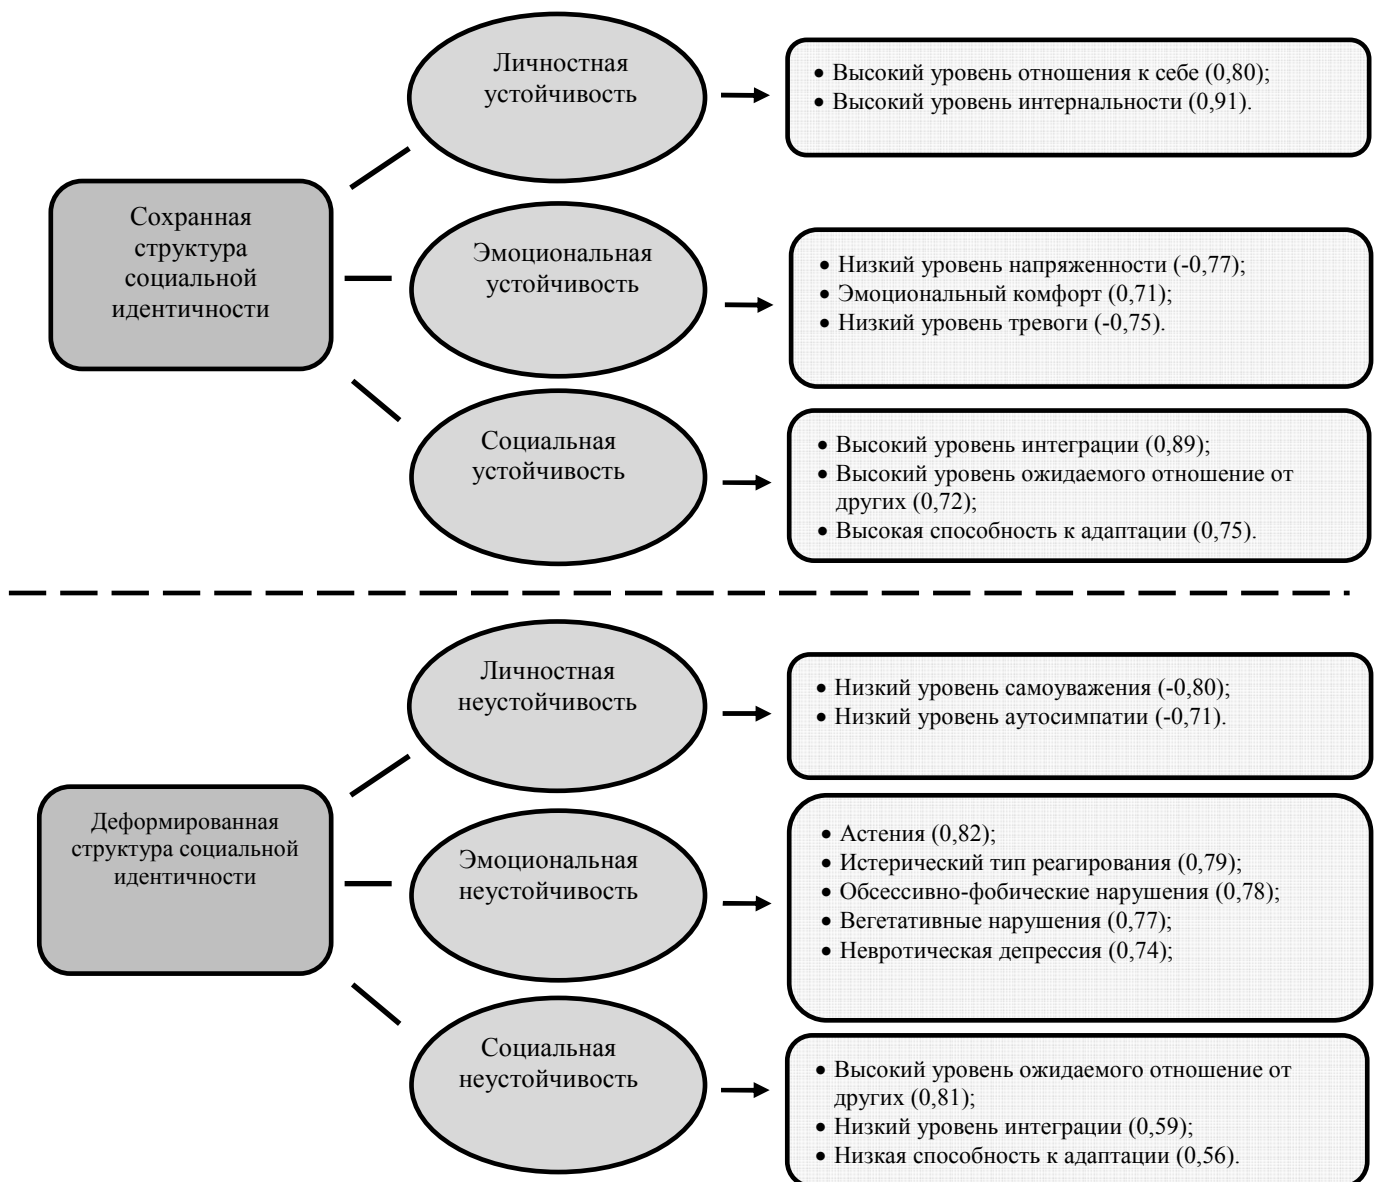 Личностная
устойчивость
• Высокий уровень отношения к себе (0,80);
• Высокий уровень интернальности (0,91).
Сохранная
структура
социальной
идентичности
Эмоциональная
устойчивость
• Низкий уровень напряженности (-0,77);
• Эмоциональный комфорт (0,71);
• Низкий уровень тревоги (-0,75).
Социальная
устойчивость
• Высокий уровень интеграции (0,89);
• Высокий уровень ожидаемого отношение от
других (0,72);
• Высокая способность к адаптации (0,75).
Личностная
неустойчивость
• Низкий уровень самоуважения (-0,80);
• Низкий уровень аутосимпатии (-0,71).
Деформированная
структура социальной
идентичности
Эмоциональная
неустойчивость
• Астения (0,82);
• Истерический тип реагирования (0,79);
• Обсессивно-фобические нарушения (0,78);
• Вегетативные нарушения (0,77);
• Невротическая депрессия (0,74);
Социальная
неустойчивость
• Высокий уровень ожидаемого отношение от
других (0,81);
• Низкий уровень интеграции (0,59);
• Низкая способность к адаптации (0,56).